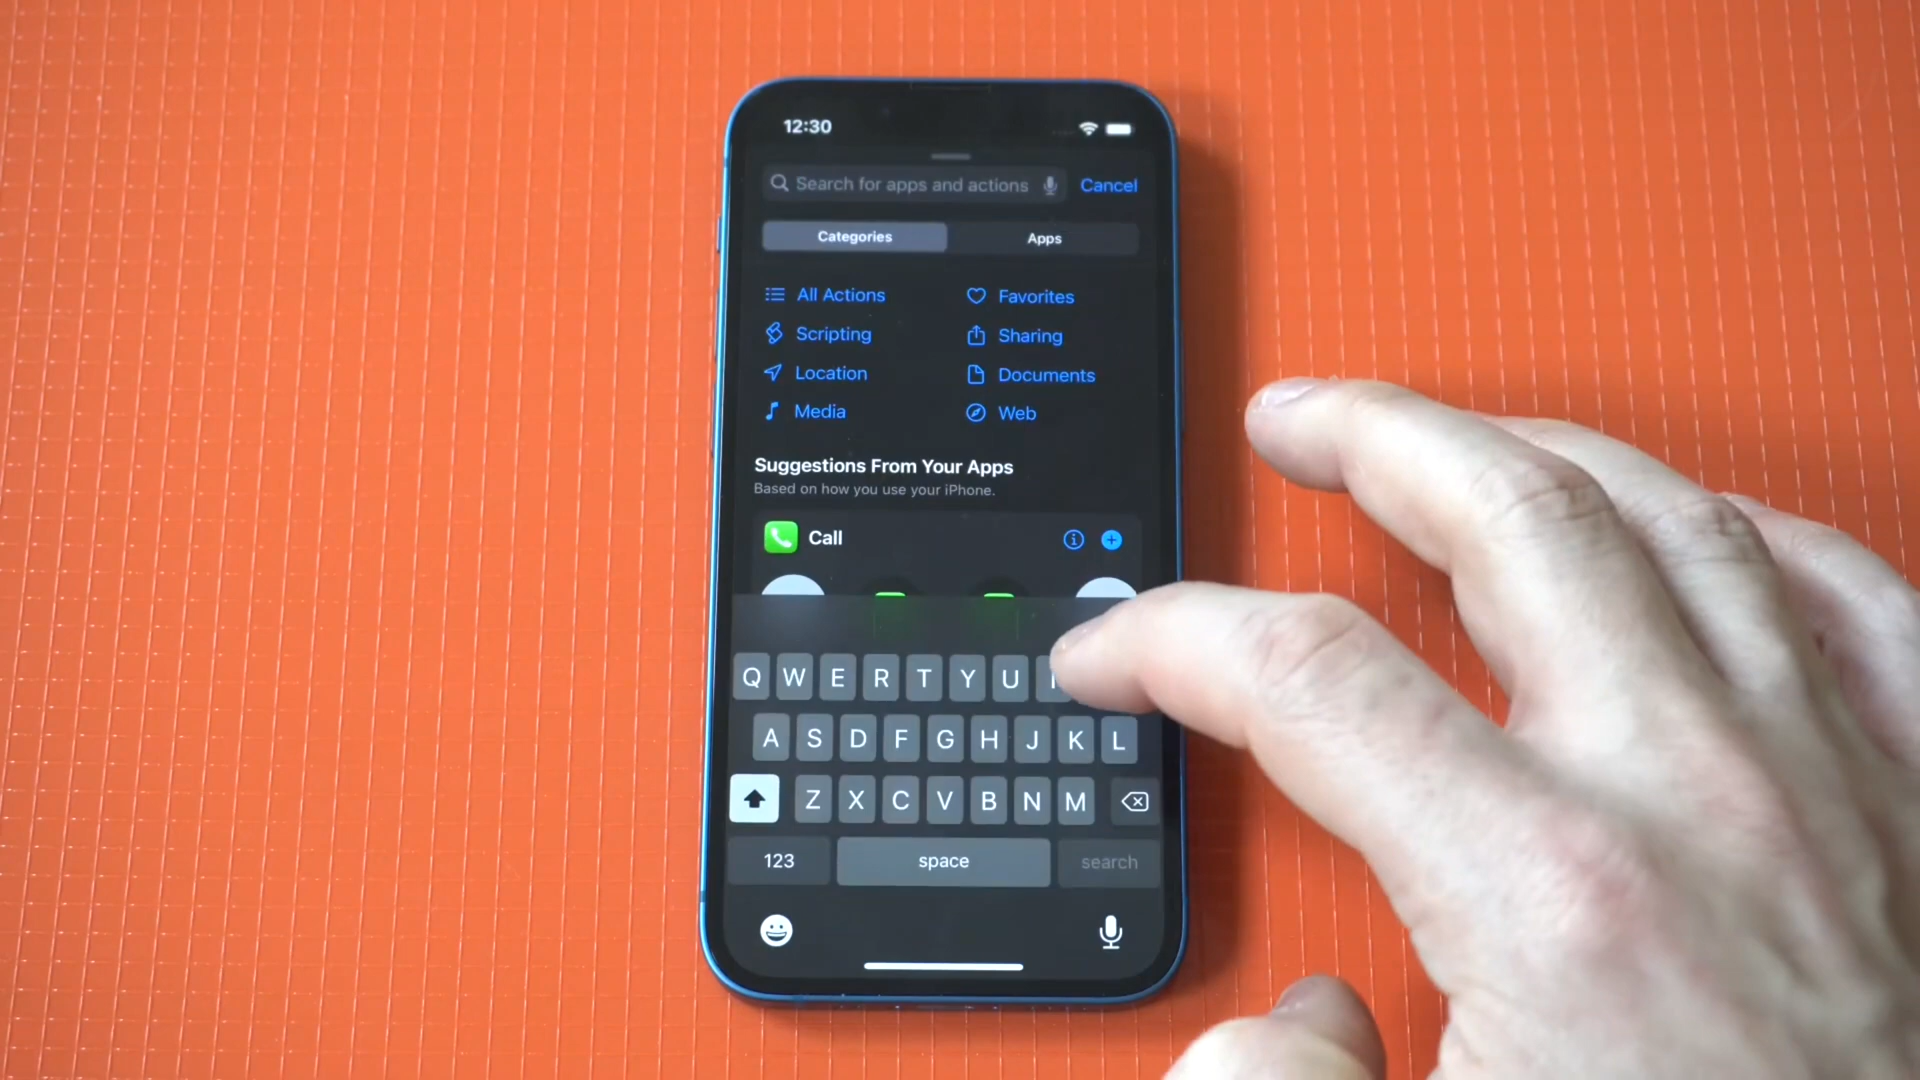 12:30
Search for apps and actions
Cancel
Categories
Apps
All Actions
Favorites
Scripting
Sharing
Location
Documents
Media
Web
Suggestions From Your Apps
Based on how you use your iPhone.
Call
Q W E R T Y U I
A S D F G H J K L
Z X C V B N M
123
space
search